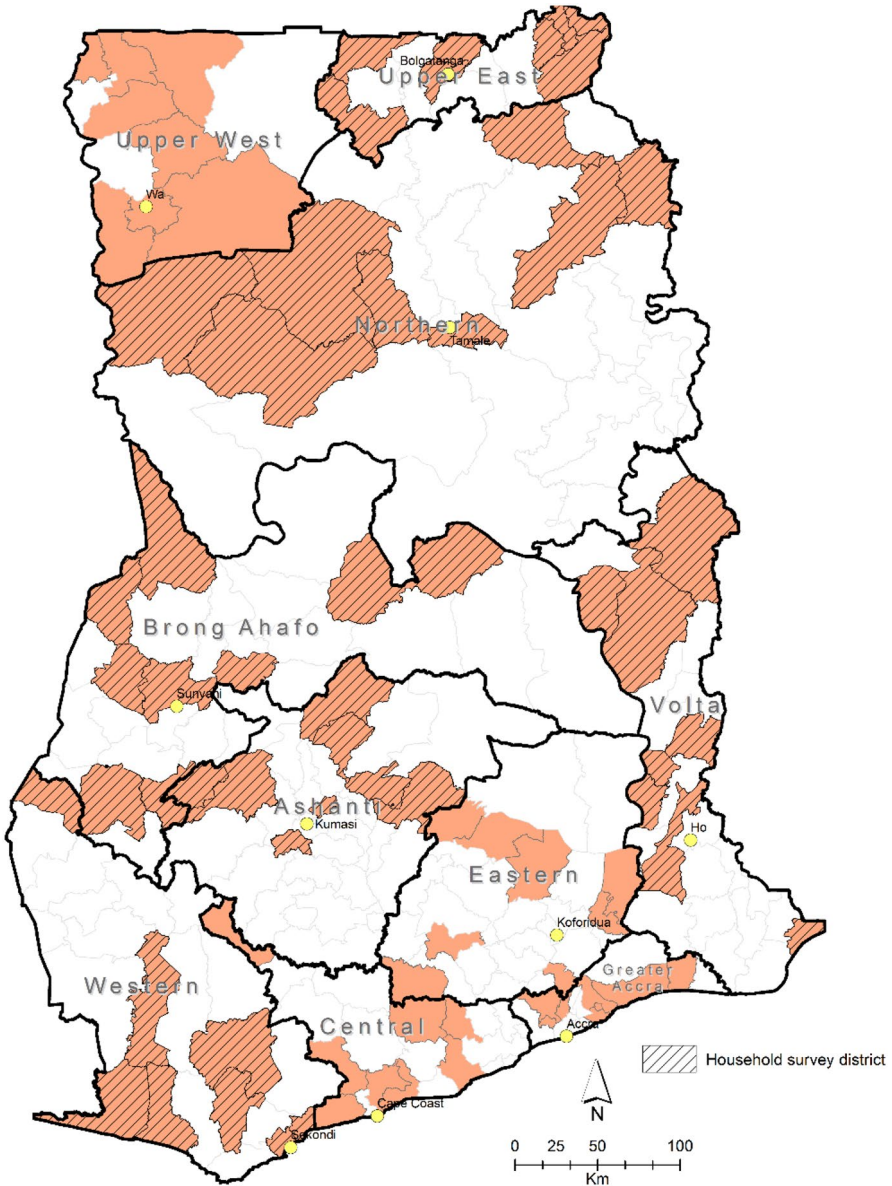 Bolgatanga
Upper East
Upper West
Wa
Northern
Tamale
Brong Ahafo
Sunyani
Volta
Ashanti
Kumasi
Ho
Eastern
Koforidua
Greater
Accra
Western
Central
Accra
Household survey district
Cape Coast
N
Sekondi
0 25 50 100
Km